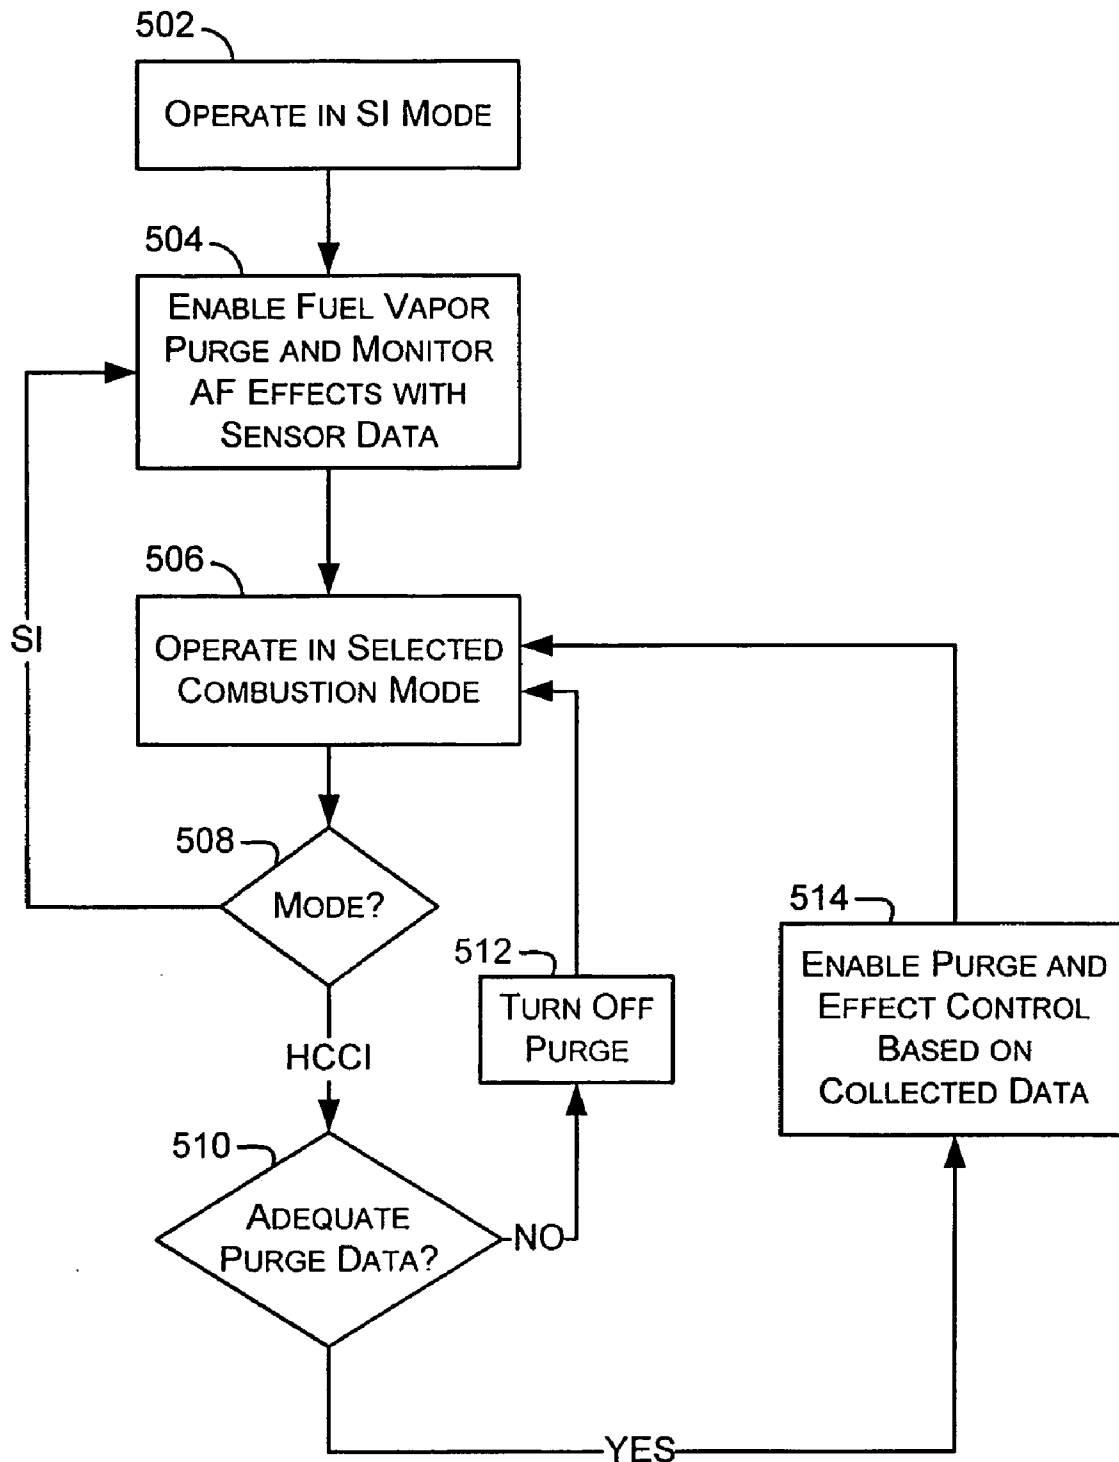 502
OPERATE IN SI MODE
504
ENABLE FUEL VAPOR
PURGE AND MONITOR
AF EFFECTS WITH
SENSOR DATA
506
SI
OPERATE IN SELECTED
COMBUSTION MODE
508
MODE?
514
512
ENABLE PURGE AND
EFFECT CONTROL
BASED ON
COLLECTED DATA
TURN OFF
PURGE
HCCI
510
ADEQUATE
PURGE DATA?
NO
YES